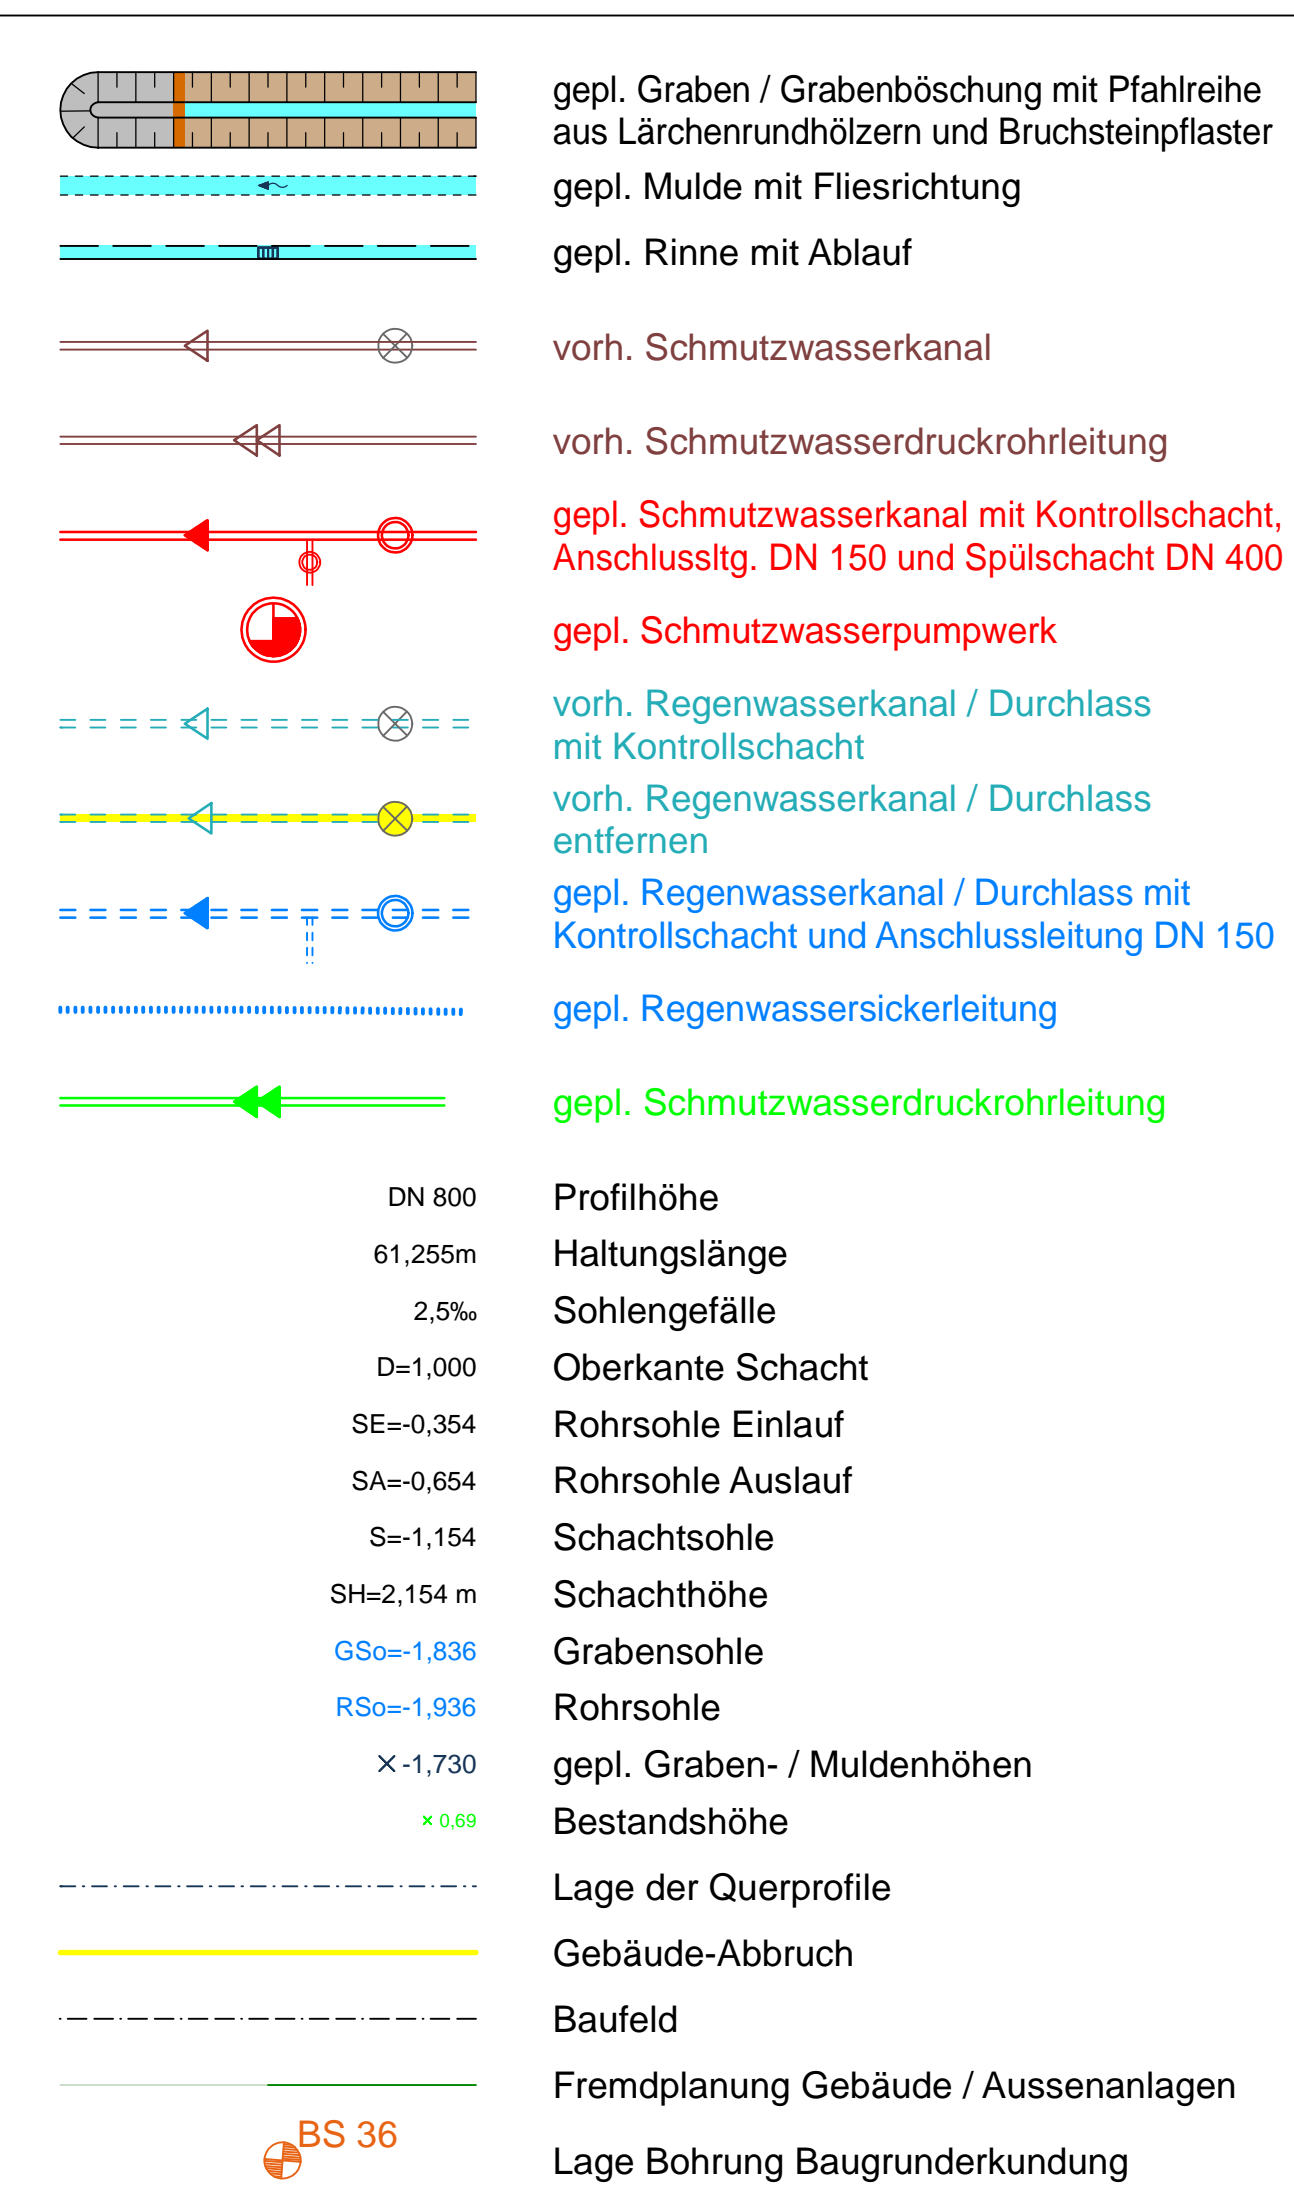 gepl. Graben / Grabenböschung mit Pfahlreihe
aus Lärchenrundhölzern und Bruchsteinpflaster
gepl. Mulde mit Fliesrichtung
gepl. Rinne mit Ablauf
vorh. Schmutzwasserkanal
vorh. Schmutzwasserdruckrohrleitung
gepl. Schmutzwasserkanal mit Kontrollschacht,
Anschlussltg. DN 150 und Spülschacht DN 400
gepl. Schmutzwasserpumpwerk
vorh. Regenwasserkanal / Durchlass
mit Kontrollschacht
vorh. Regenwasserkanal / Durchlass
entfernen
gepl. Regenwasserkanal / Durchlass mit
Kontrollschacht und Anschlussleitung DN 150
gepl. Regenwassersickerleitung
gepl. Schmutzwasserdruckrohrleitung
DN 800 Profilhöhe
61,255m Haltungslänge
2,5‰ Sohlengefälle
D=1,000 Oberkante Schacht
SE=-0,354 Rohrsohle Einlauf
SA=-0,654 Rohrsohle Auslauf
S=-1,154 Schachtsohle
SH=2,154 m Schachthöhe
GSo=-1,836 Grabensohle
RSo=-1,936 Rohrsohle
-1,730 gepl. Graben- / Muldenhöhen
0,69 Bestandshöhe
Lage der Querprofile
Gebäude-Abbruch
Baufeld
Fremdplanung Gebäude / Aussenanlagen
BS 36
Lage Bohrung Baugrunderkundung